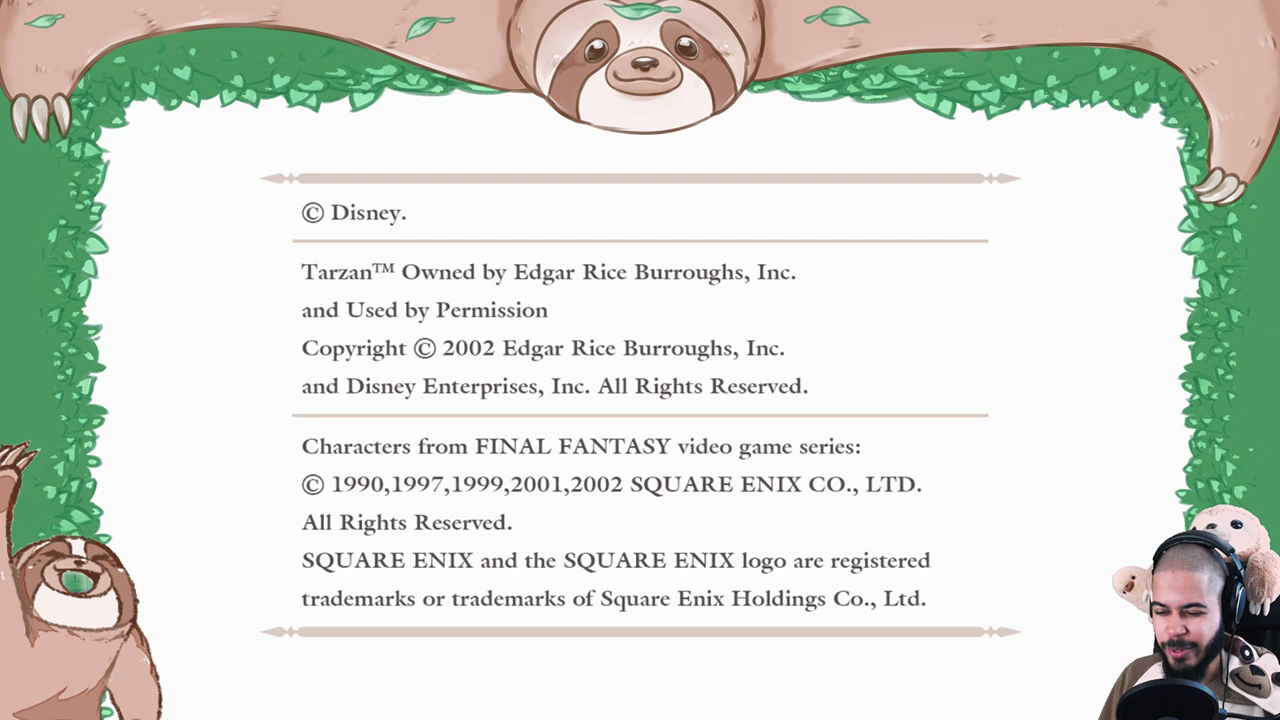 © Disney.
Tarzan™ Owned by Edgar Rice Burroughs, Inc.
and Used by Permission
Copyright © 2002 Edgar Rice Burroughs, Inc.
and Disney Enterprises, Inc. All Rights Reserved.
Characters from FINAL FANTASY video game series:
© 1990,1997,1999,2001,2002 SQUARE ENIX CO., LTD.
All Rights Reserved.
SQUARE ENIX and the SQUARE ENIX logo are registered
trademarks or trademarks of Square Enix Holdings Co., Ltd.